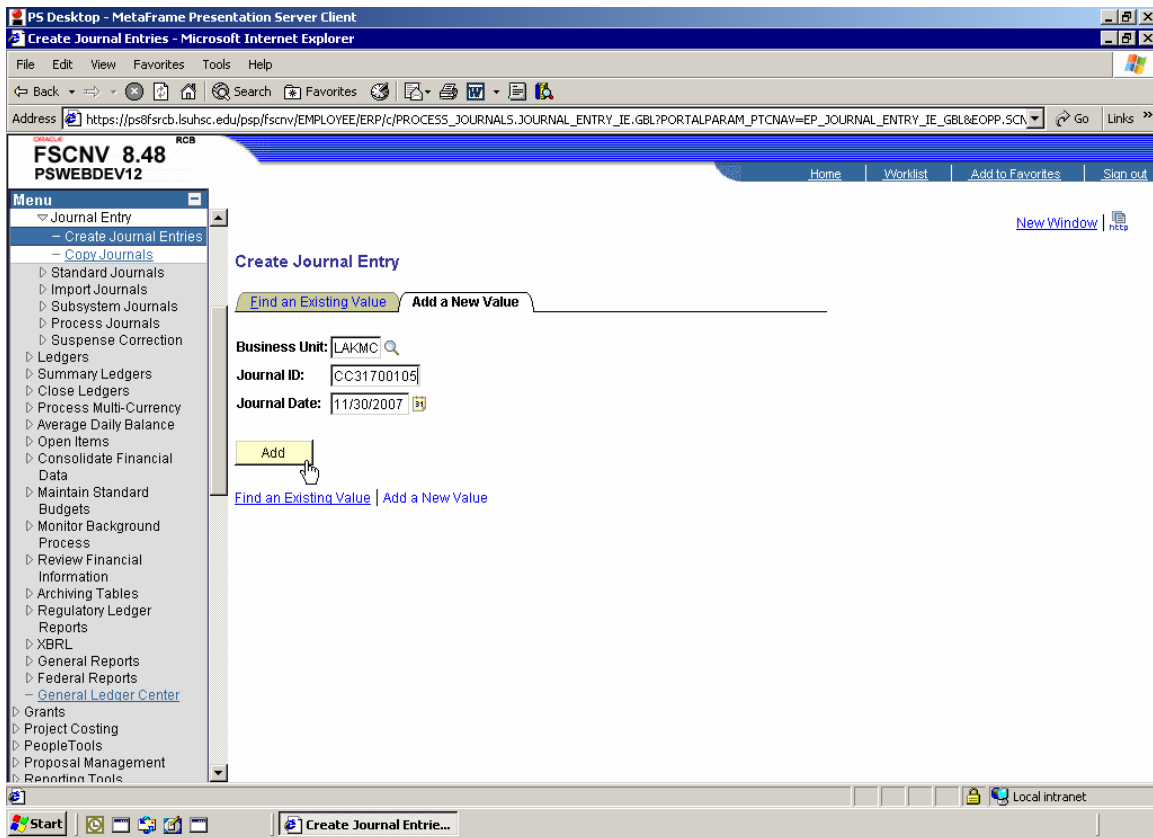 PS Desktop - MetaFrame Presentation Server Client
Create Journal Entries - Microsoft Internet Explorer
File Edit View Favorites Tools Help
Back Search Favorites
Address https://ps8fsrcb.lsuhsc.edu/psp/fscnv/EMPLOYEE/ERP/c/PROCESS_JOURNALS.JOURNAL_ENTRY_IE.GBL?PORTALPARAM_PTCNAV=EP_JOURNAL_ENTRY_IE_GBL&EOPP.SCN Go Links »
ORACLE RCB
FSCNV 8.48
PSWEBDEV12
Home Worklist Add to Favorites Sign out
Menu
Journal Entry
– Create Journal Entries
– Copy Journals
Standard Journals
Import Journals
Subsystem Journals
Process Journals
Suspense Correction
Ledgers
Summary Ledgers
Close Ledgers
Process Multi-Currency
Average Daily Balance
Open Items
Consolidate Financial
Data
Maintain Standard
Budgets
Monitor Background
Process
Review Financial
Information
Archiving Tables
Regulatory Ledger
Reports
XBRL
General Reports
Federal Reports
– General Ledger Center
Grants
Project Costing
PeopleTools
Proposal Management
Reporting Tools
New Window | http
Create Journal Entry
Find an Existing Value Add a New Value
Business Unit: LAKMC
Journal ID: CC31700105
Journal Date: 11/30/2007 31
Add
Find an Existing Value | Add a New Value
Local intranet
Start Create Journal Entrie...